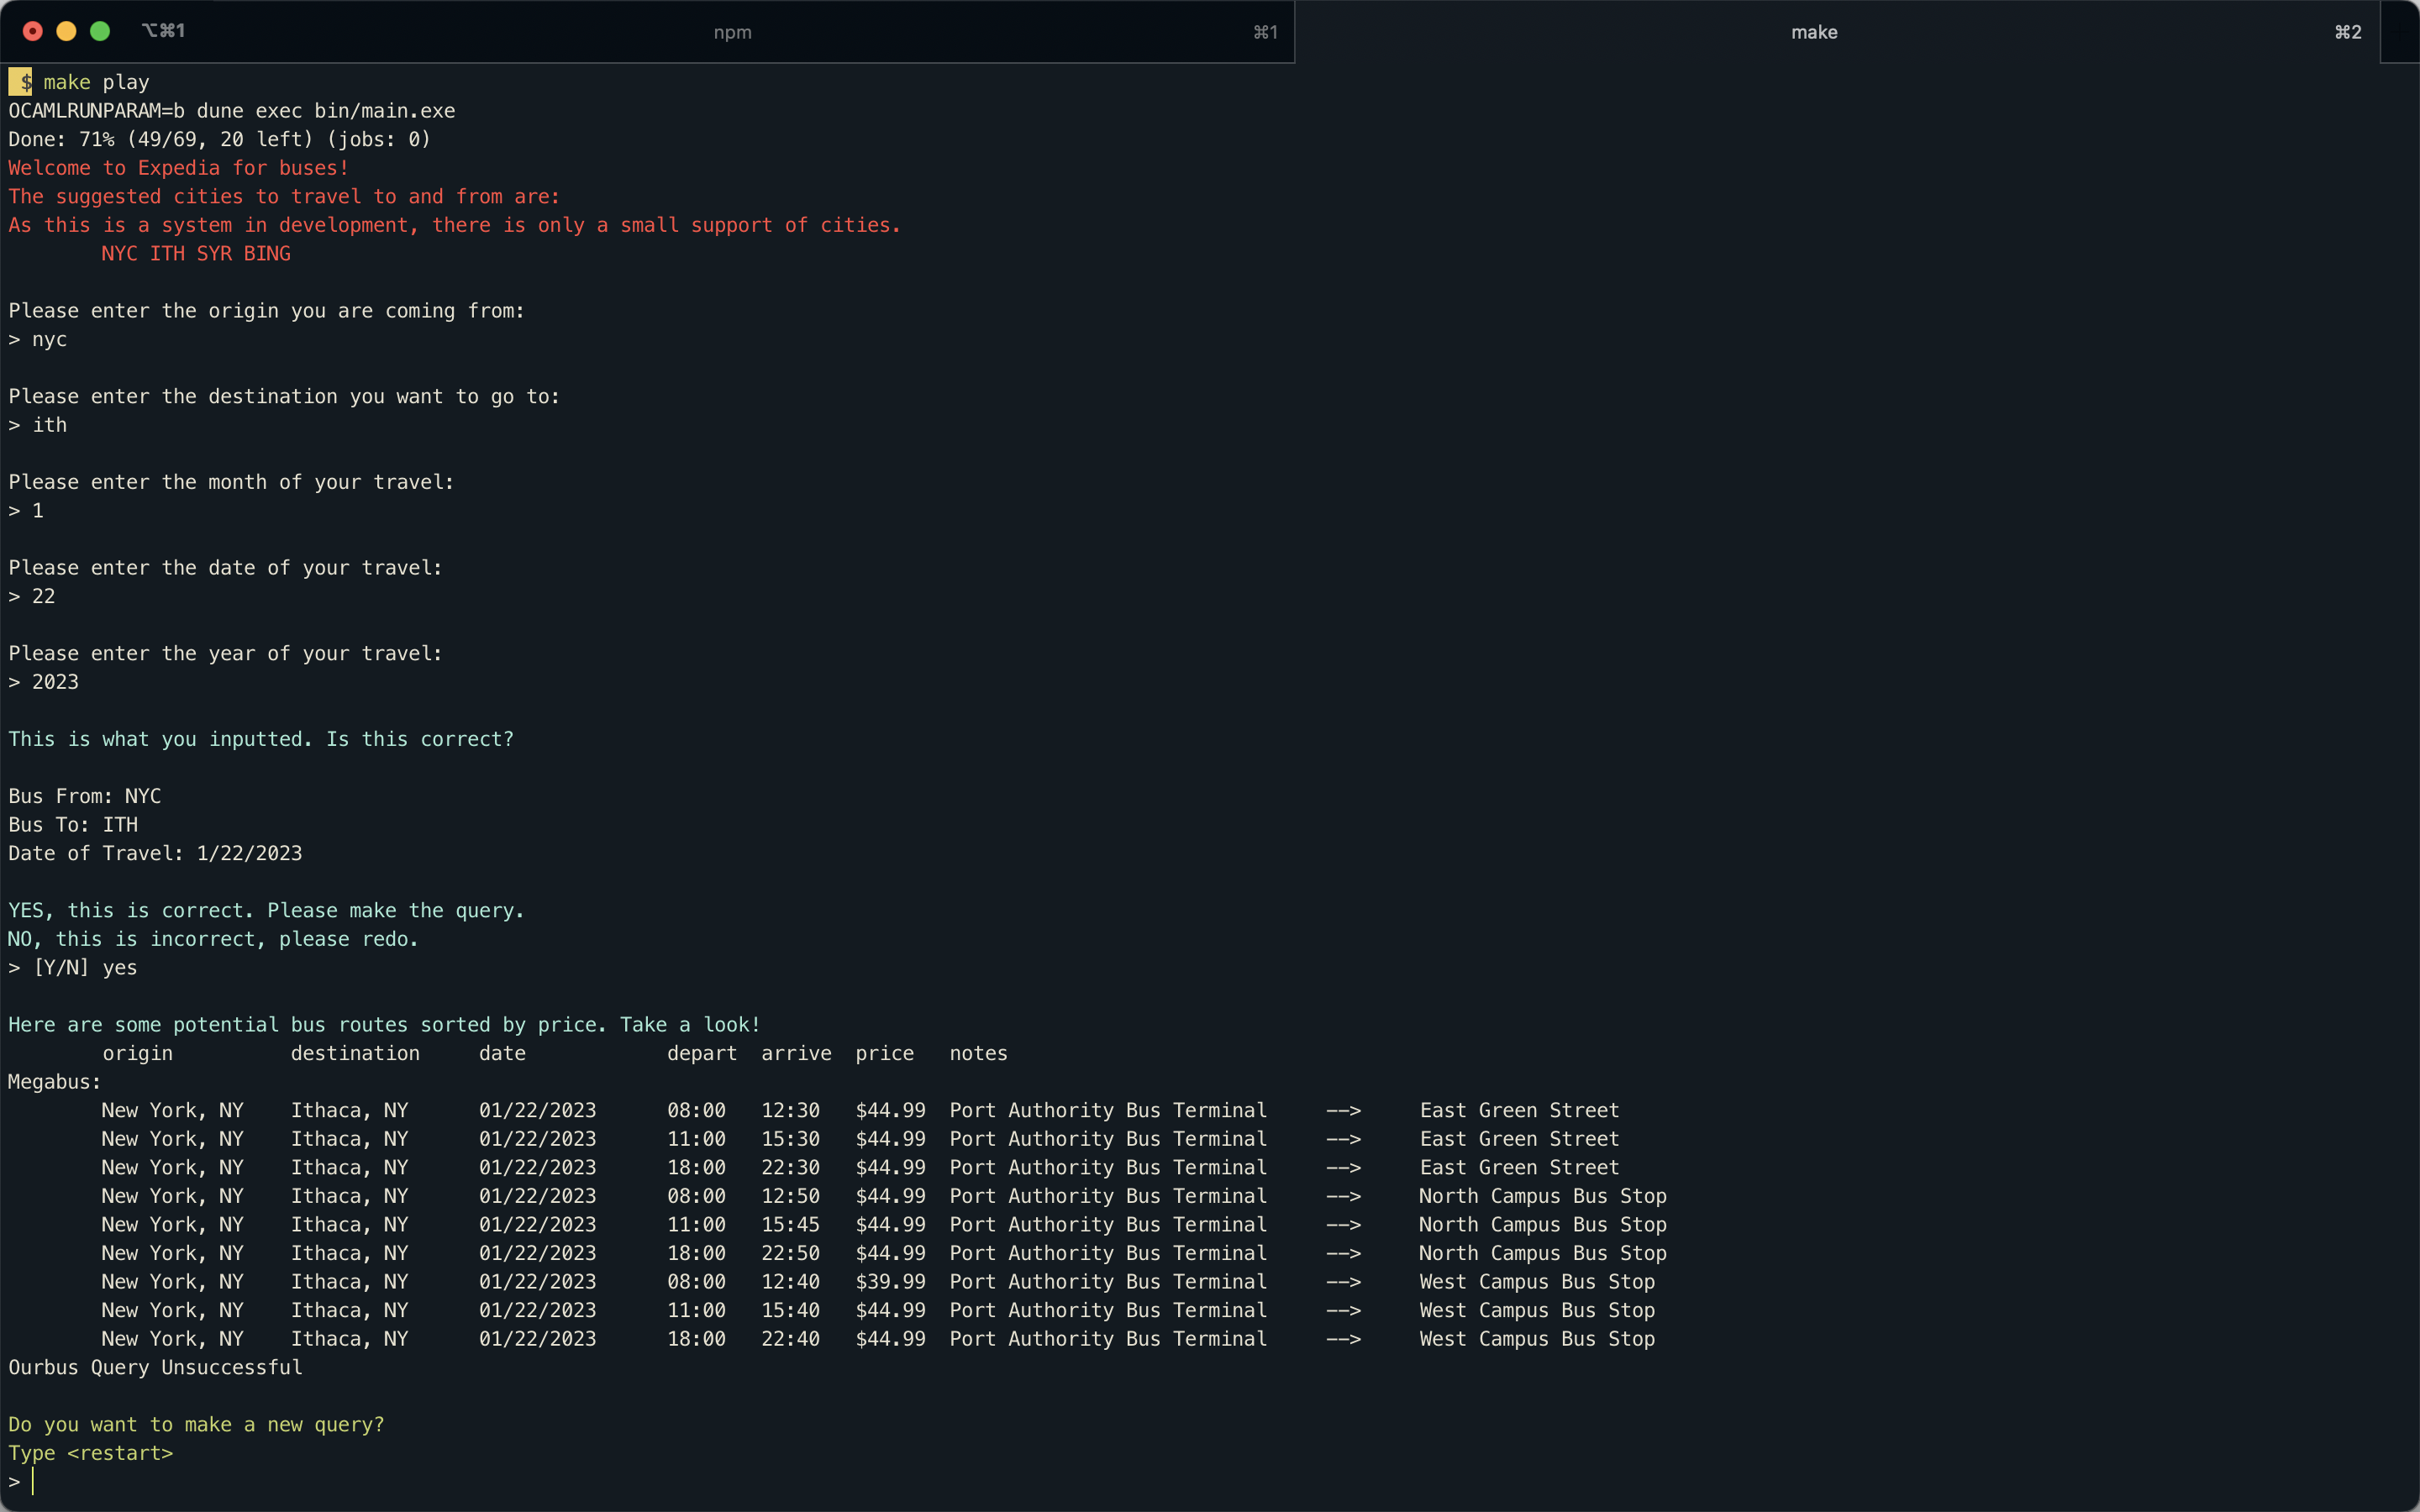 ⌥⌘1 npm ⌘1 make ⌘2
$ make play
OCAMLRUNPARAM=b dune exec bin/main.exe
Done: 71% (49/69, 20 left) (jobs: 0)
Welcome to Expedia for buses!
The suggested cities to travel to and from are:
As this is a system in development, there is only a small support of cities.
NYC ITH SYR BING
Please enter the origin you are coming from:
> nyc
Please enter the destination you want to go to:
> ith
Please enter the month of your travel:
> 1
Please enter the date of your travel:
> 22
Please enter the year of your travel:
> 2023
This is what you inputted. Is this correct?
Bus From: NYC
Bus To: ITH
Date of Travel: 1/22/2023
YES, this is correct. Please make the query.
NO, this is incorrect, please redo.
> [Y/N] yes
Here are some potential bus routes sorted by price. Take a look!
origin destination date depart arrive price notes
Megabus:
New York, NY Ithaca, NY 01/22/2023 08:00 12:30 $44.99 Port Authority Bus Terminal --> East Green Street
New York, NY Ithaca, NY 01/22/2023 11:00 15:30 $44.99 Port Authority Bus Terminal --> East Green Street
New York, NY Ithaca, NY 01/22/2023 18:00 22:30 $44.99 Port Authority Bus Terminal --> East Green Street
New York, NY Ithaca, NY 01/22/2023 08:00 12:50 $44.99 Port Authority Bus Terminal --> North Campus Bus Stop
New York, NY Ithaca, NY 01/22/2023 11:00 15:45 $44.99 Port Authority Bus Terminal --> North Campus Bus Stop
New York, NY Ithaca, NY 01/22/2023 18:00 22:50 $44.99 Port Authority Bus Terminal --> North Campus Bus Stop
New York, NY Ithaca, NY 01/22/2023 08:00 12:40 $39.99 Port Authority Bus Terminal --> West Campus Bus Stop
New York, NY Ithaca, NY 01/22/2023 11:00 15:40 $44.99 Port Authority Bus Terminal --> West Campus Bus Stop
New York, NY Ithaca, NY 01/22/2023 18:00 22:40 $44.99 Port Authority Bus Terminal --> West Campus Bus Stop
Ourbus Query Unsuccessful
Do you want to make a new query?
Type <restart>
>